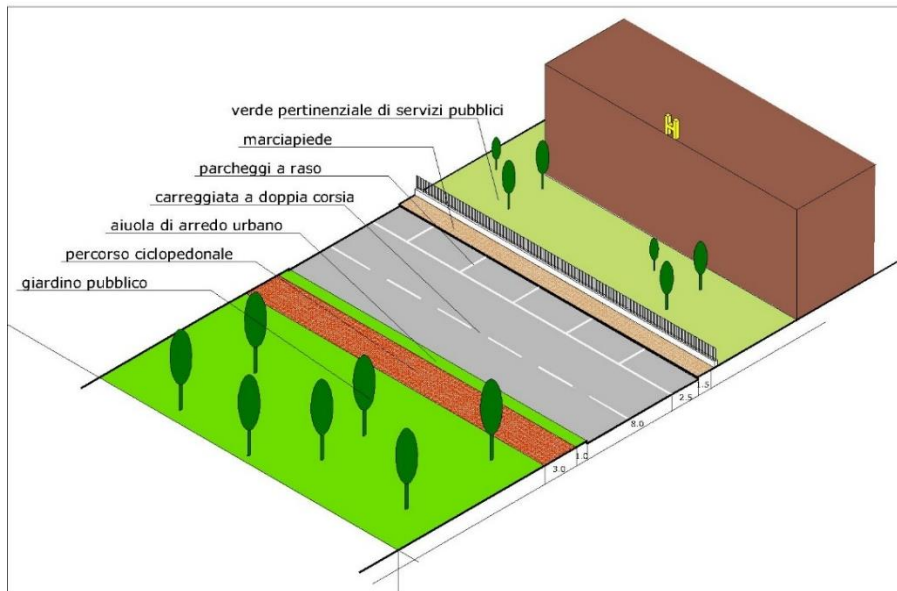 verde pertinenziale di servizi pubblici
marciapiede
parcheggi a raso
carreggiata a doppia corsia
aiuola di arredo urbano
percorso ciclopedonale
giardino pubblico
H
1.5
2.5
8.0
1.0
3.0